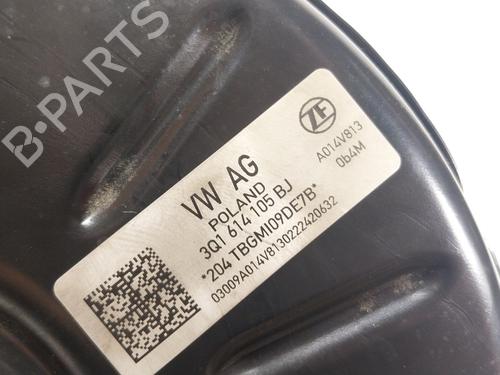 B-PARTS
VW AG
POLAND
3Q1 614 105 BJ
*204 TBGMI09DE7B*
03009A014V8130222420632
ZF
A014V813
0b4M